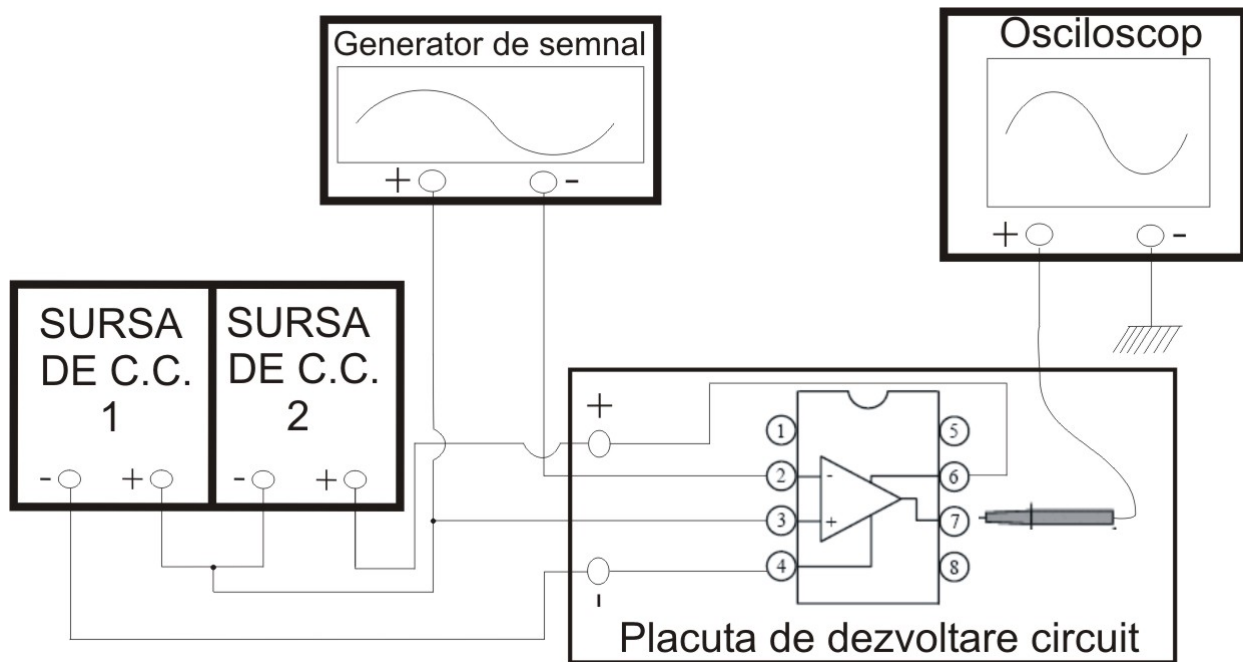 Generator de semnal
+ -
Osciloscop
+ -
SURSA
DE C.C.
1
- +
SURSA
DE C.C.
2
- +
+
1
2
3
4
-
+
5
6
7
8
-
Placuta de dezvoltare circuit